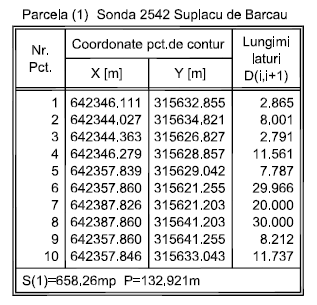 Parcela (1) Sonda 2542 Suplacu de Barcau
Nr. Pct. Coordonate pct.de contur Lungimi laturi D(i,i+1)
X [m] Y [m]
1 642346.111 315632.855 2.865
2 642344.027 315634.821 8.001
3 642344.363 315626.827 2.791
4 642346.279 315628.857 11.561
5 642357.839 315629.042 7.787
6 642357.860 315621.255 29.966
7 642387.826 315621.203 20.000
8 642387.860 315641.203 30.000
9 642357.860 315641.255 8.212
10 642357.846 315633.043 11.737
S(1)=658,26mp P=132,921m